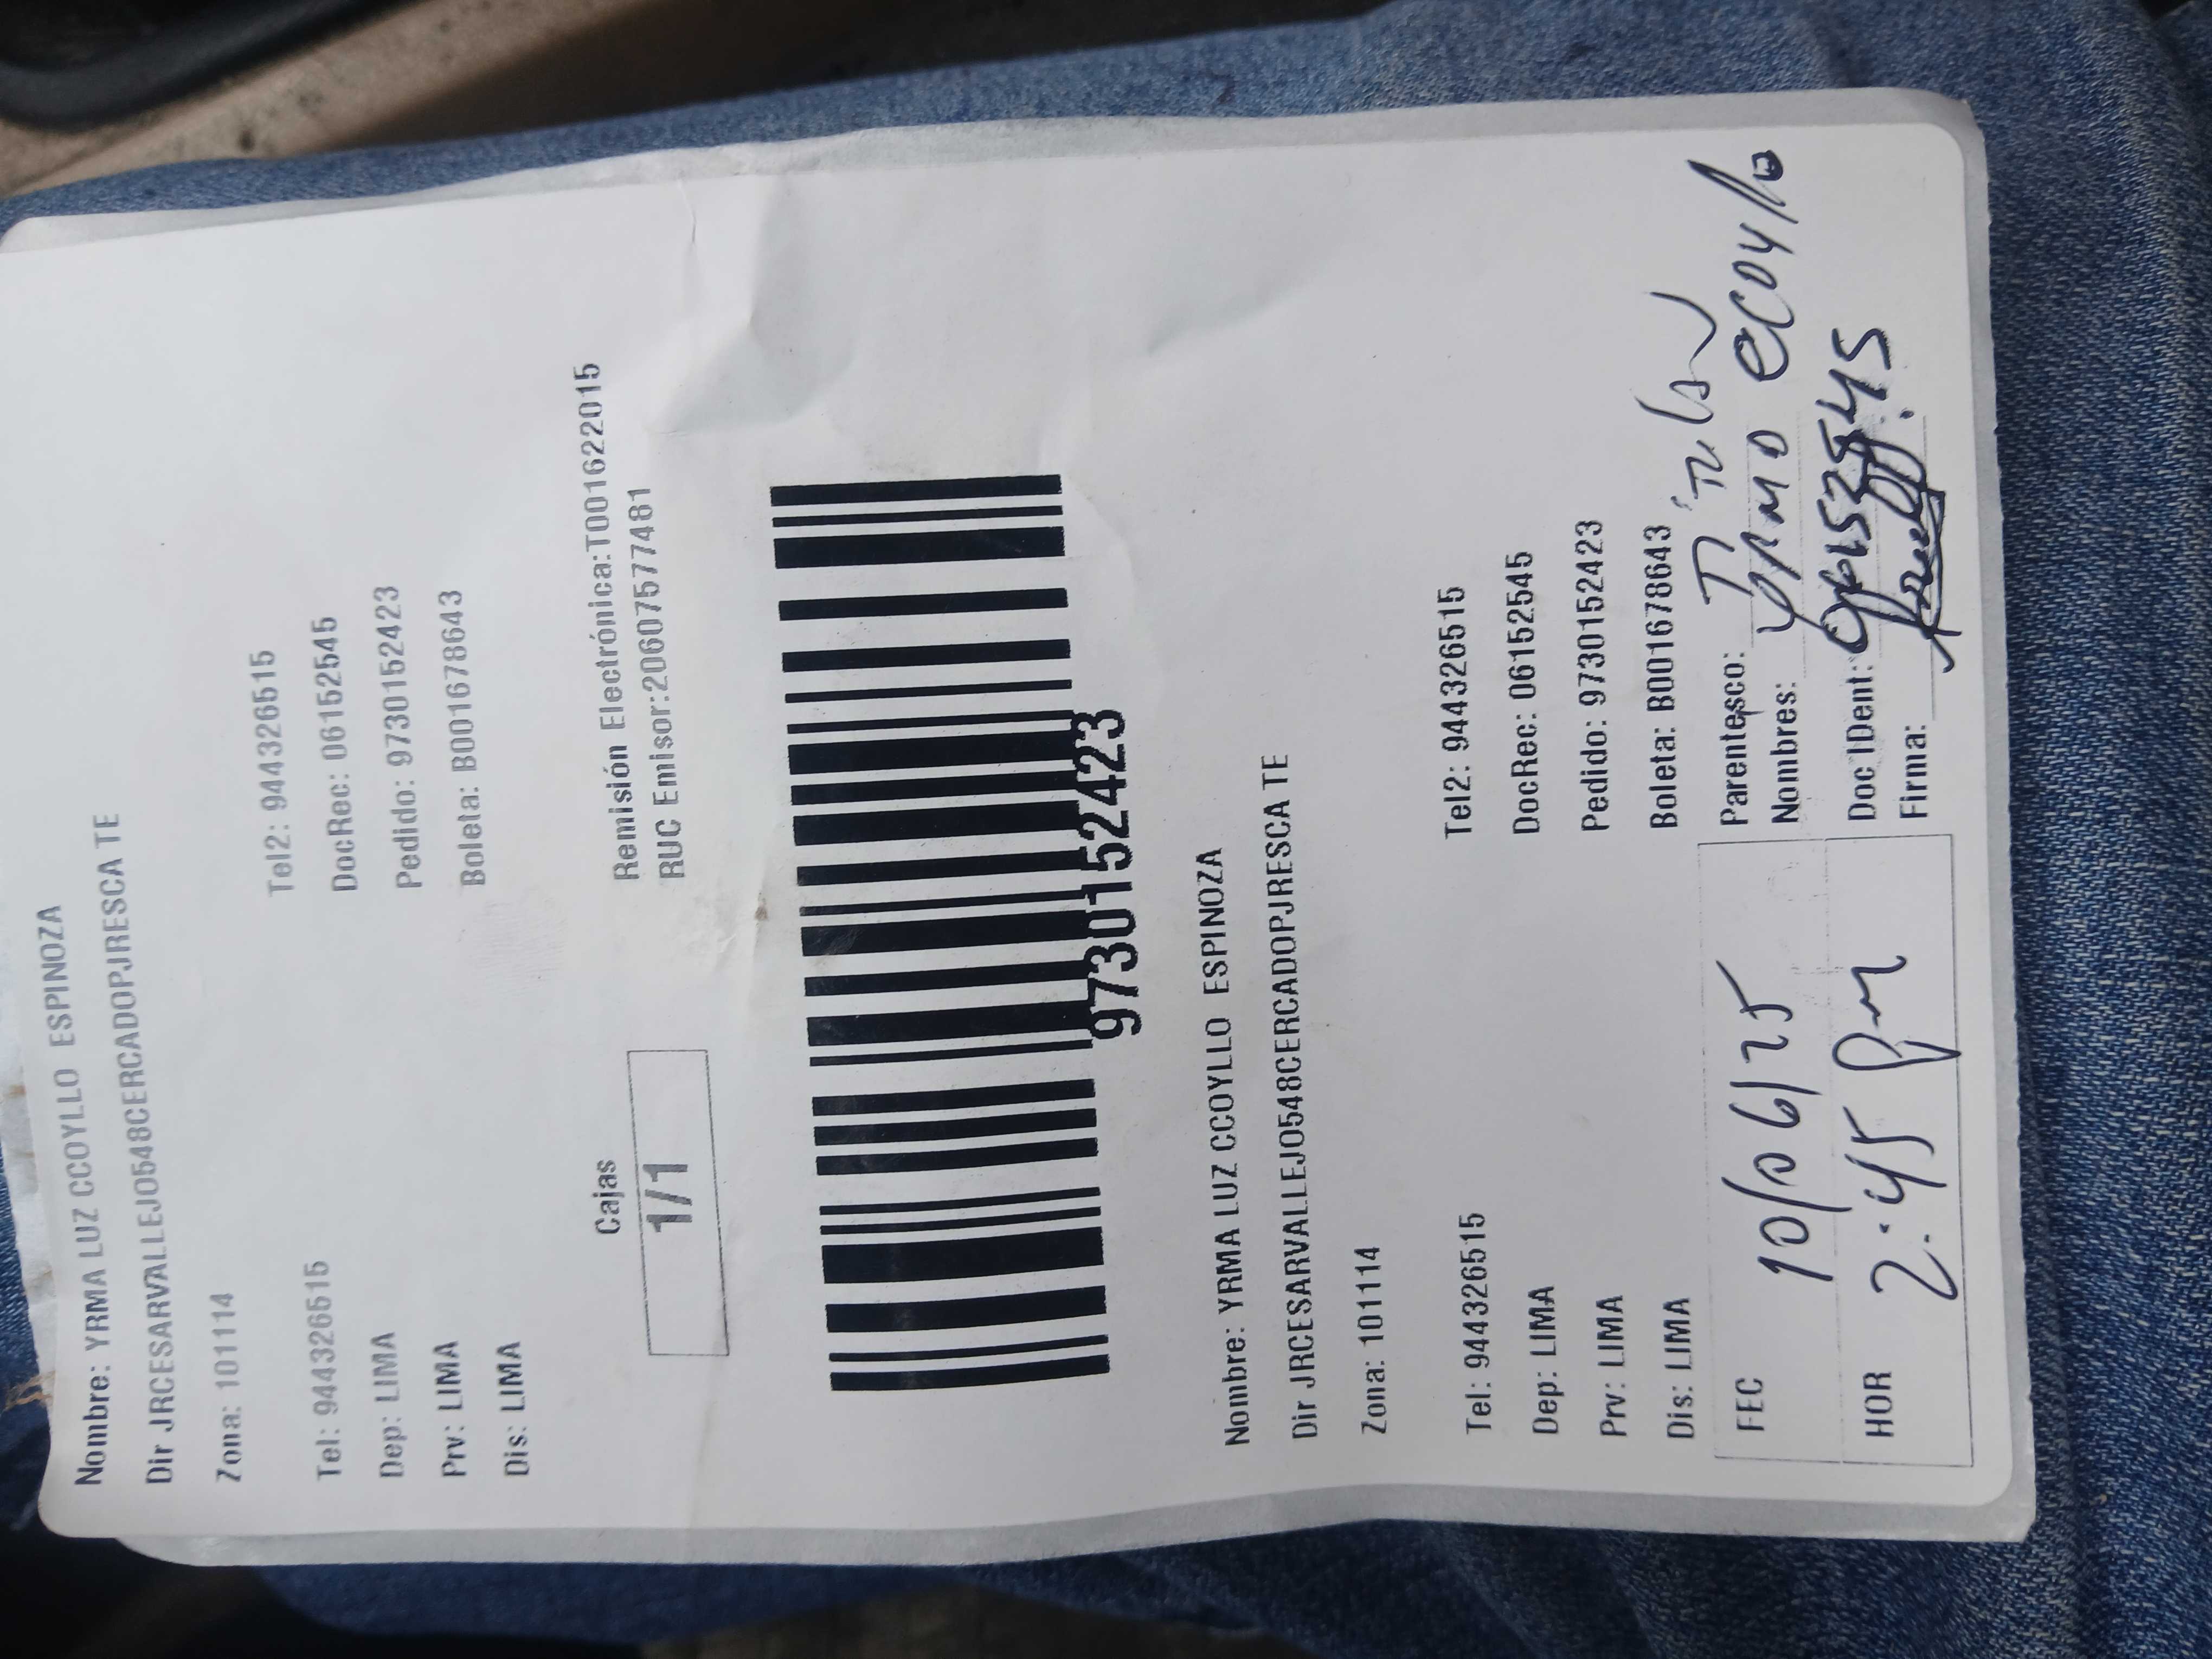 Nombre: YRMA LUZ CCOYLLO ESPINOZA
Dir JRCESARVALLEJO548CERCADOPJRESCA TE
Zona: 101114
Tel: 944326515 Tel2: 944326515
Dep: LIMA DocRec: 06152545
Prv: LIMA Pedido: 973015242​3
Dis: LIMA Boleta: B001678643
Cajas
1/1
Remisión Electrónica:T001622015
RUC Emisor:20607577481
9730152423
Nombre: YRMA LUZ CCOYLLO ESPINOZA
Dir JRCESARVALLEJO548CERCADOPJRESCA TE
Zona: 101114
Tel: 944326515 Tel2: 944326515
Dep: LIMA DocRec: 06152545
Prv: LIMA Pedido: 9730152423
Dis: LIMA Boleta: B001678643
FEC 10/06/25
HOR 2:45 Pm
Parentesco:
Nombres:
Doc IDent:
Firma: